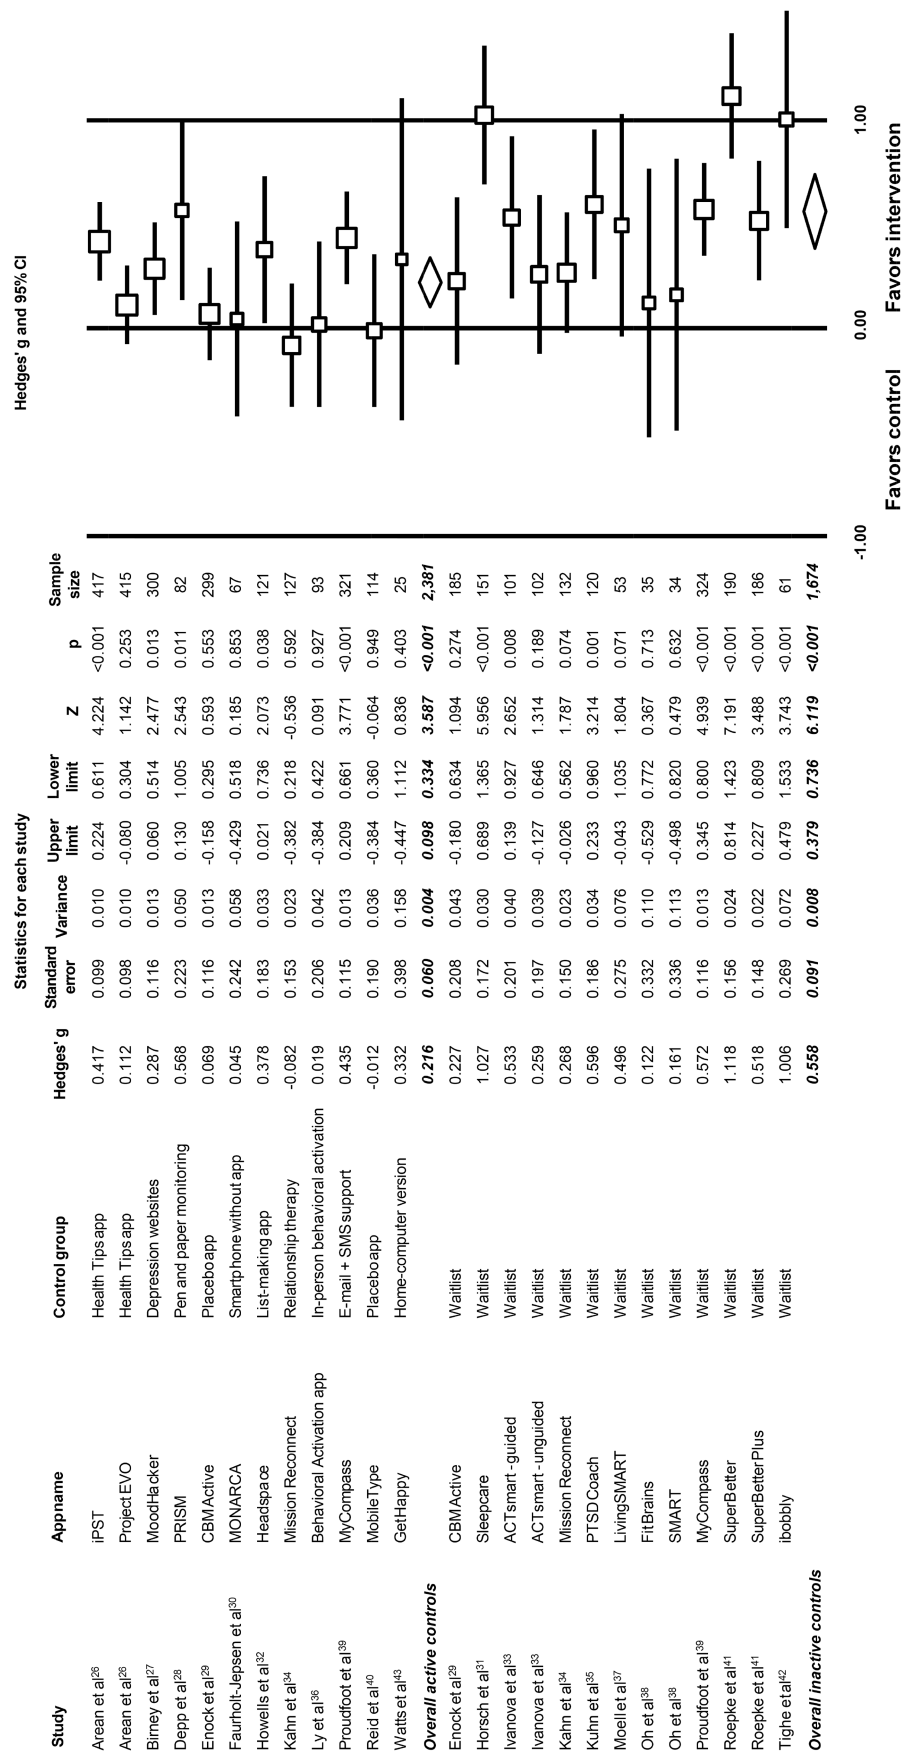 Statistics for each study Hedges' g and 95% CI
Study Appname Control group Hedges' g Standard error Variance Upper limit Lower limit Z p Sample size
Arean et al26 iPST Health Tips app 0.417 0.099 0.010 0.224 0.611 4.224 <0.001 417
Arean et al26 Project EVO Health Tips app 0.112 0.098 0.010 -0.080 0.304 1.142 0.253 415
Birney et al27 MoodHacker Depression websites 0.287 0.116 0.013 0.060 0.514 2.477 0.013 300
Depp et al28 PRISM Pen and paper monitoring 0.568 0.223 0.050 0.130 1.005 2.543 0.011 82
Enock et al29 CBM Active Placebo app 0.069 0.116 0.013 -0.158 0.295 0.593 0.553 299
Faurholt-Jepsen et al30 MONARCA Smartphone without app 0.045 0.242 0.058 -0.429 0.518 0.185 0.853 67
Howells et al32 Headspace List-making app 0.378 0.183 0.033 0.021 0.736 2.073 0.038 121
Kahn et al34 Mission Reconnect Relationship therapy -0.082 0.153 0.023 -0.382 0.218 -0.536 0.592 127
Ly et al36 Behavioral Activation app In-person behavioral activation 0.019 0.206 0.042 -0.384 0.422 0.091 0.927 93
Proudfoot et al39 MyCompass E-mail + SMS support 0.435 0.115 0.013 0.209 0.661 3.771 <0.001 321
Reid et al40 MobileType Placebo app -0.012 0.190 0.036 -0.384 0.360 -0.064 0.949 114
Watts et al43 GetHappy Home-computer version 0.332 0.398 0.158 -0.447 1.112 0.836 0.403 25
Overall active controls 0.216 0.060 0.004 0.098 0.334 3.587 <0.001 2,381
Enock et al29 CBM Active Waitlist 0.227 0.208 0.043 -0.180 0.634 1.094 0.274 185
Horsch et al31 Sleepcare Waitlist 1.027 0.172 0.030 0.689 1.365 5.956 <0.001 151
Ivanova et al33 ACTsmart - guided Waitlist 0.533 0.201 0.040 0.139 0.927 2.652 0.008 101
Ivanova et al33 ACTsmart - unguided Waitlist 0.259 0.197 0.039 -0.127 0.646 1.314 0.189 102
Kahn et al34 Mission Reconnect Waitlist 0.268 0.150 0.023 -0.026 0.562 1.787 0.074 132
Kuhn et al35 PTSD Coach Waitlist 0.596 0.186 0.034 0.233 0.960 3.214 0.001 120
Moell et al37 LivingSMART Waitlist 0.496 0.275 0.076 -0.043 1.035 1.804 0.071 53
Oh et al38 FitBrains Waitlist 0.122 0.332 0.110 -0.529 0.772 0.367 0.713 35
Oh et al38 SMART Waitlist 0.161 0.336 0.113 -0.498 0.820 0.479 0.632 34
Proudfoot et al39 MyCompass Waitlist 0.572 0.116 0.013 0.345 0.800 4.939 <0.001 324
Roepke et al41 SuperBetter Waitlist 1.118 0.156 0.024 0.814 1.423 7.191 <0.001 190
Roepke et al41 SuperBetter Plus Waitlist 0.518 0.148 0.022 0.227 0.809 3.488 <0.001 186
Tighe et al42 ibobbly Waitlist 1.006 0.269 0.072 0.479 1.533 3.743 <0.001 61
Overall inactive controls 0.558 0.091 0.008 0.379 0.736 6.119 <0.001 1,674
-1.00 0.00 1.00
Favors control Favors intervention